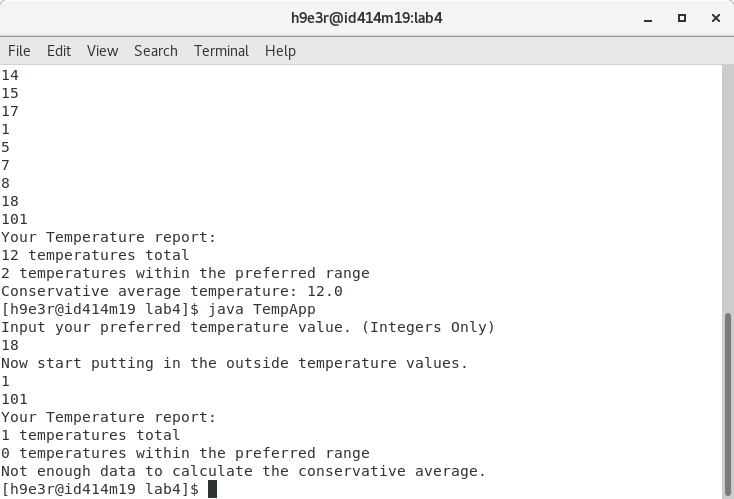 h9e3r@id414m19:lab4
File Edit View Search Terminal Help
14
15
17
1
5
7
8
18
101
Your Temperature report:
12 temperatures total
2 temperatures within the preferred range
Conservative average temperature: 12.0
[h9e3r@id414m19 lab4]$ java TempApp
Input your preferred temperature value. (Integers Only)
18
Now start putting in the outside temperature values.
1
101
Your Temperature report:
1 temperatures total
0 temperatures within the preferred range
Not enough data to calculate the conservative average.
[h9e3r@id414m19 lab4]$